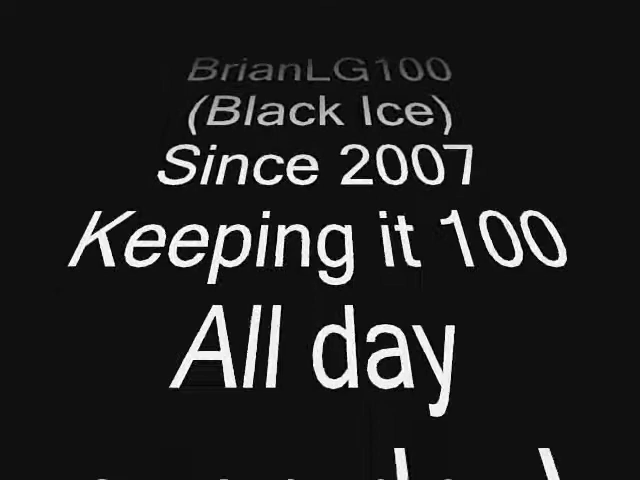 BrianLG100
(Black Ice)
Since 2007
Keeping it 100
All day